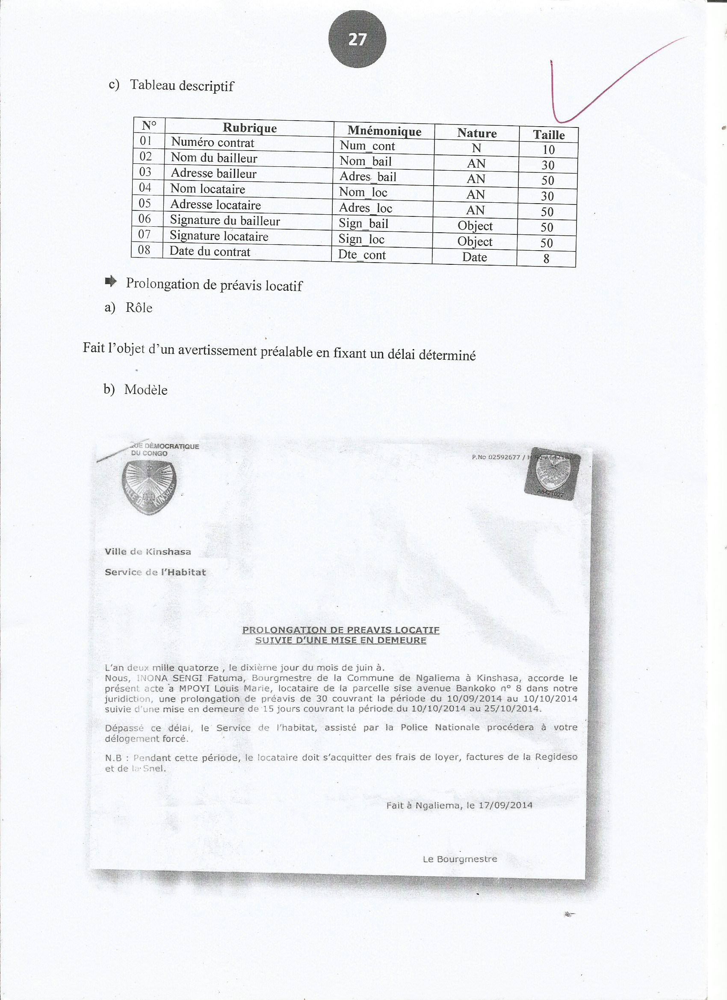 27
c) Tableau descriptif
N° Rubrique Mnémonique Nature Taille
01 Numéro contrat Num_cont N 10
02 Nom du bailleur Nom_bail AN 30
03 Adresse bailleur Adres_bail AN 50
04 Nom locataire Nom_loc AN 30
05 Adresse locataire Adres_loc AN 50
06 Signature du bailleur Sign_bail Object 50
07 Signature locataire Sign_loc Object 50
08 Date du contrat Dte_cont Date 8
Prolongation de préavis locatif
a) Rôle
Fait l'objet d'un avertissement préalable en fixant un délai déterminé
b) Modèle
DÉMOCRATIQUE
DU CONGO
P.No 02592677 /
VILLE DE KINSHASA
A6421027
Ville de Kinshasa
Service de l'Habitat
PROLONGATION DE PREAVIS LOCATIF
SUIVIE D'UNE MISE EN DEMEURE
L'an deux mille quatorze , le dixième jour du mois de juin à.
Nous, INONA SENGI Fatuma, Bourgmestre de la Commune de Ngaliema à Kinshasa, accorde le
présent acte à MPOYI Louis Marie, locataire de la parcelle sise avenue Bankoko n° 8 dans notre
juridiction, une prolongation de préavis de 30 couvrant la période du 10/09/2014 au 10/10/2014
suivie d'une mise en demeure de 15 jours couvrant la période du 10/10/2014 au 25/10/2014.
Dépassé ce délai, le Service de l'habitat, assisté par la Police Nationale procédera à votre
délogement forcé.
N.B : Pendant cette période, le locataire doit s'acquitter des frais de loyer, factures de la Regideso
et de la Snel.
Fait à Ngaliema, le 17/09/2014
Le Bourgmestre